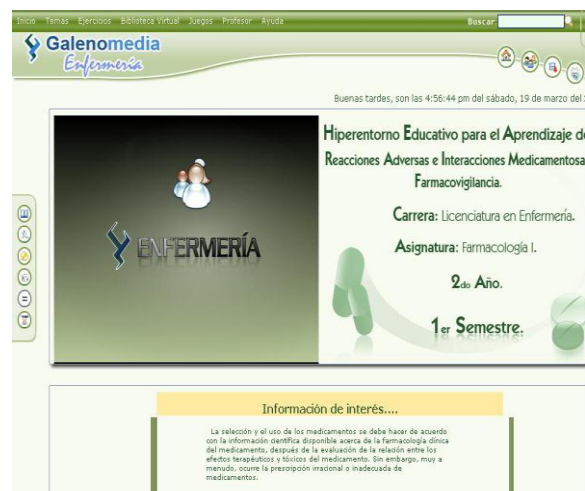 Inicio Temas Ejercicios Biblioteca Virtual Juegos Profesor Ayuda
Buscar
Galenomedia
Enfermería
Buenas tardes, son las 4:56:44 pm del sábado, 19 de marzo del
ENFERMERÍA
Hiperentorno Educativo para el Aprendizaje de
Reacciones Adversas e Interacciones Medicamentosa
Farmacovigilancia.
Carrera: Licenciatura en Enfermería.
Asignatura: Farmacología I.
2do Año.
1er Semestre.
Información de interés....
La selección y el uso de los medicamentos se debe hacer de acuerdo
con la información científica disponible acerca de la farmacología clínica
del medicamento, después de la evaluación de la relación entre los
efectos terapéuticos y tóxicos del medicamento. Sin embargo, muy a
menudo, ocurre la prescripción irracional o inadecuada de
medicamentos.